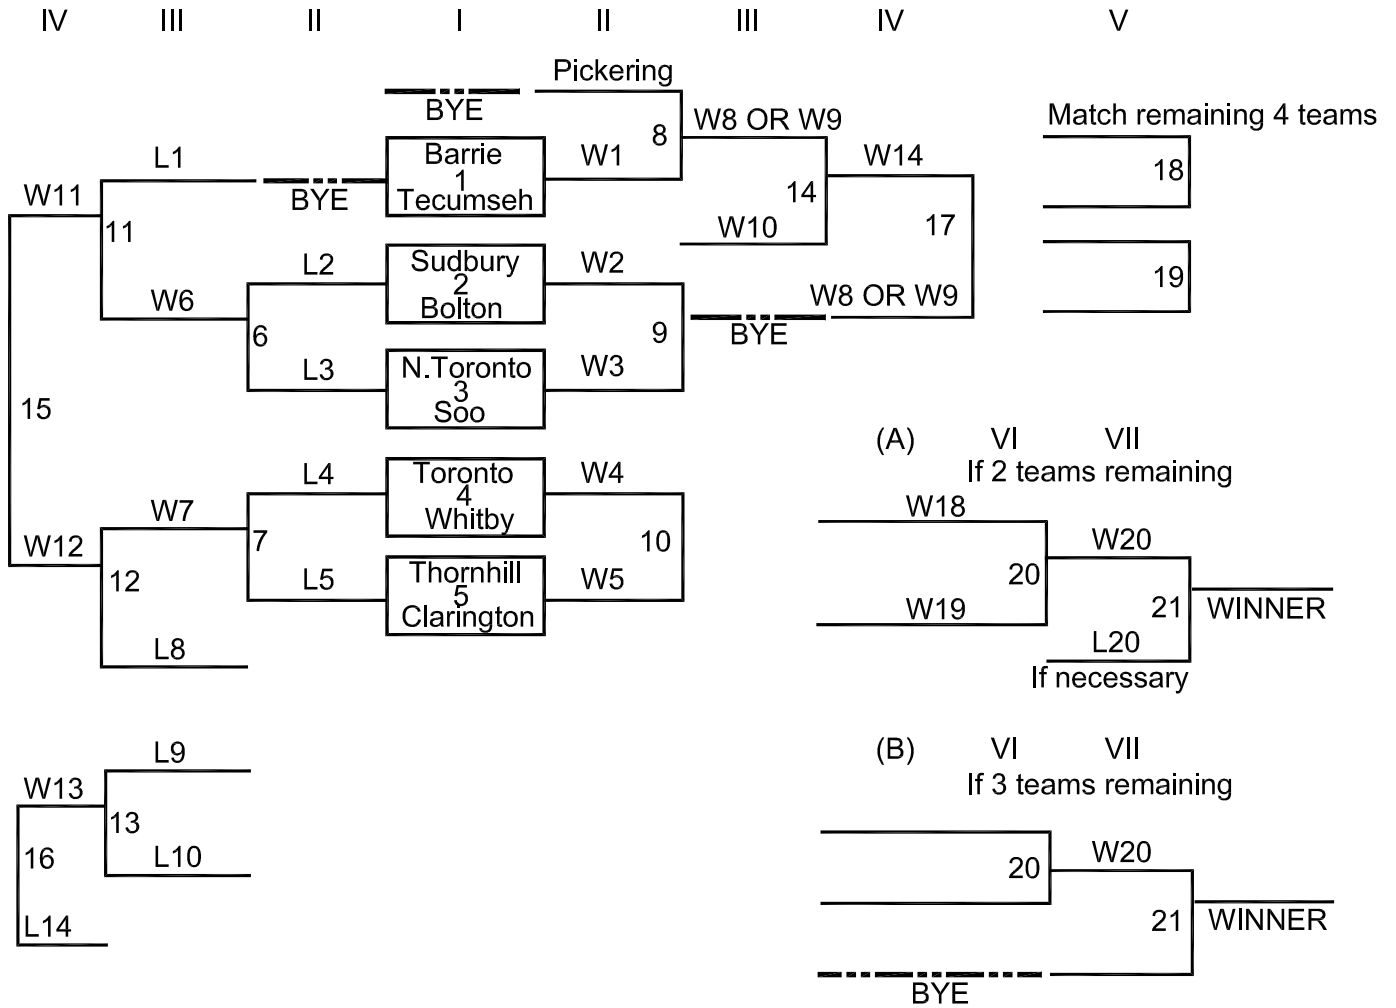 IV III II I II III IV V
Pickering
BYE
W8 OR W9
Match remaining 4 teams
L1
Barrie
1
Tecumseh
W1
8
W14
18
W11
BYE
14
11
W10
17
L2
Sudbury
2
Bolton
W2
19
W6
W8 OR W9
6
9
BYE
L3
N.Toronto
3
Soo
W3
15
(A) VI VII
If 2 teams remaining
L4
Toronto
4
Whitby
W4
W18
W7
W12
7
10
W20
12
L5
Thornhill
5
Clarington
W5
20
W19
21
WINNER
L8
L20
If necessary
(B) VI VII
If 3 teams remaining
L9
W13
13
16
L10
20
W20
L14
21
WINNER
BYE